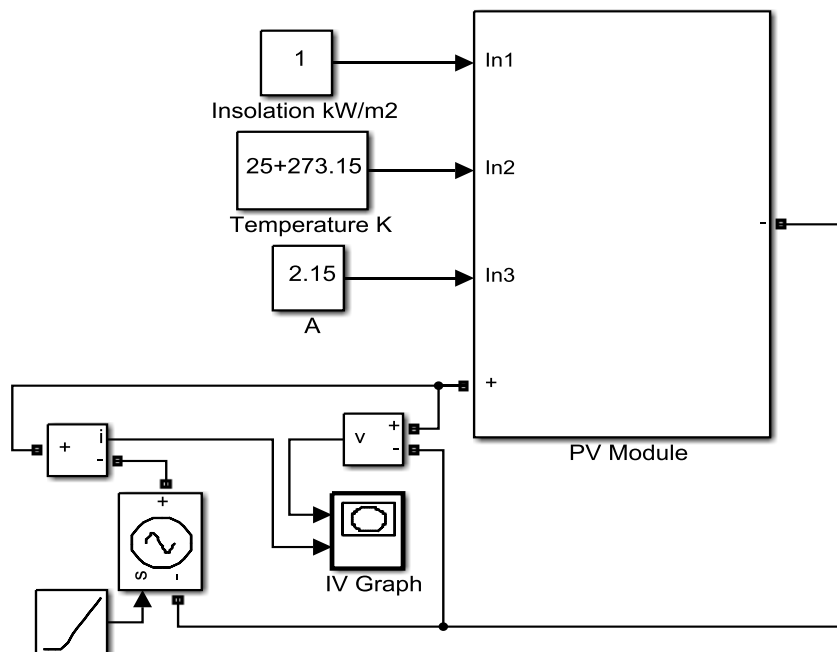 1
Insolation kW/m2
25+273.15
Temperature K
2.15
A
In1
In2
In3
-
+
PV Module
+
i
-
v
+
-
+
s
-
IV Graph